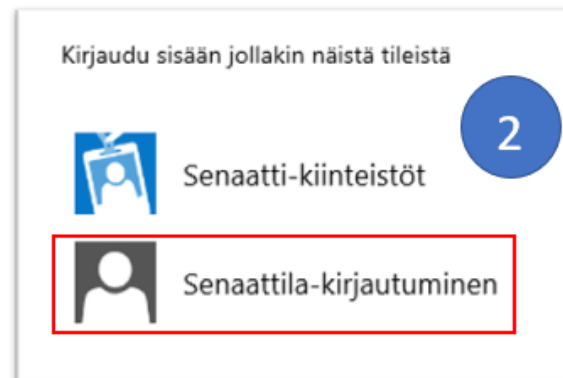 Kirjaudu sisään jollakin näistä tileistä
2
Senaatti-kiinteistöt
Senaattila-kirjautuminen